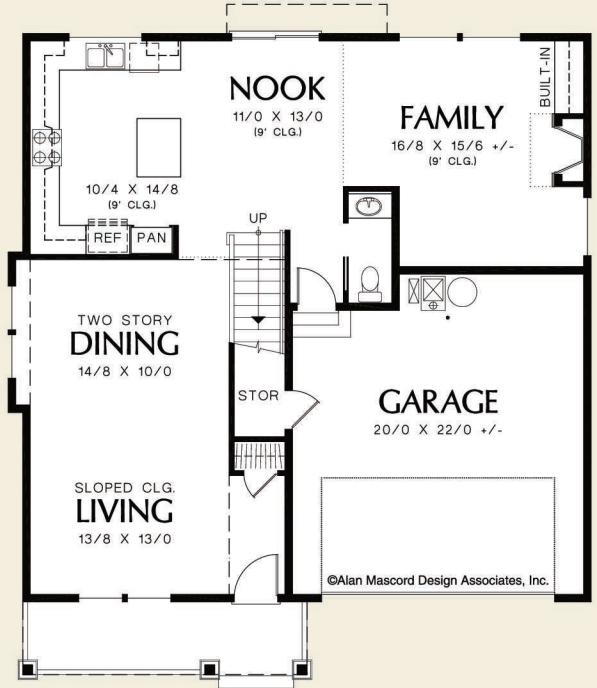 NOOK
11/0 X 13/0
(9' CLG.)
FAMILY
16/8 X 15/6 +/-
(9' CLG.)
BUILT-IN
10/4 X 14/8
(9' CLG.)
REF
PAN
UP
TWO STORY
DINING
14/8 X 10/0
STOR
GARAGE
20/0 X 22/0 +/-
SLOPED CLG.
LIVING
13/8 X 13/0
©Alan Mascord Design Associates, Inc.